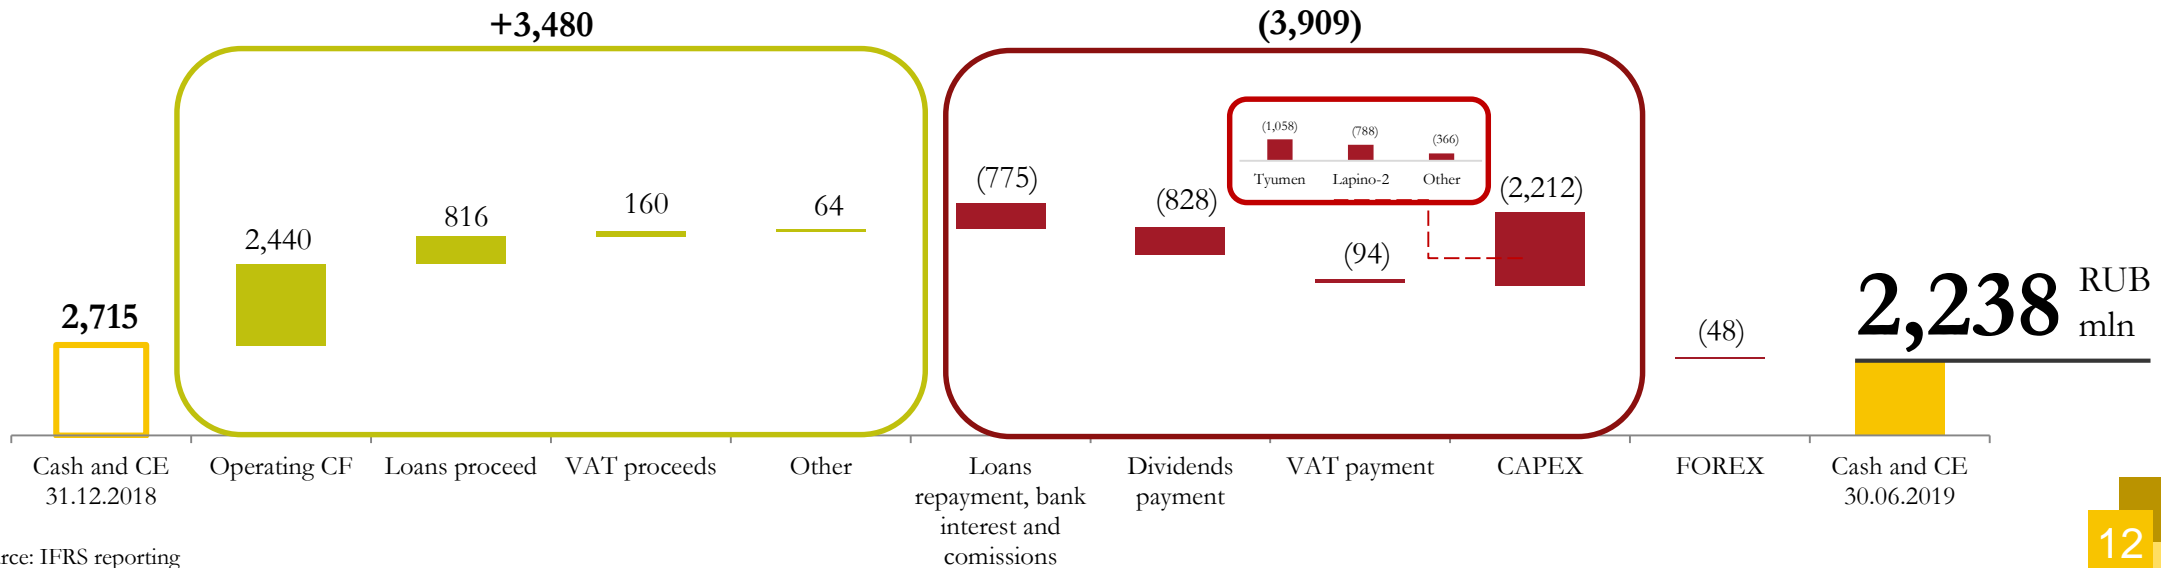 +3,480
(3,909)
(1,058)
(788)
(366)
Tyumen
Lapino-2
Other
2,715
2,440
816
160
64
(775)
(828)
(94)
(2,212)
(48)
2,238
RUB
mln
Cash and CE
31.12.2018
Operating CF
Loans proceed
VAT proceeds
Other
Loans
repayment, bank
interest and
comissions
Dividends
payment
VAT payment
CAPEX
FOREX
Cash and CE
30.06.2019
rce: IFRS reporting
12